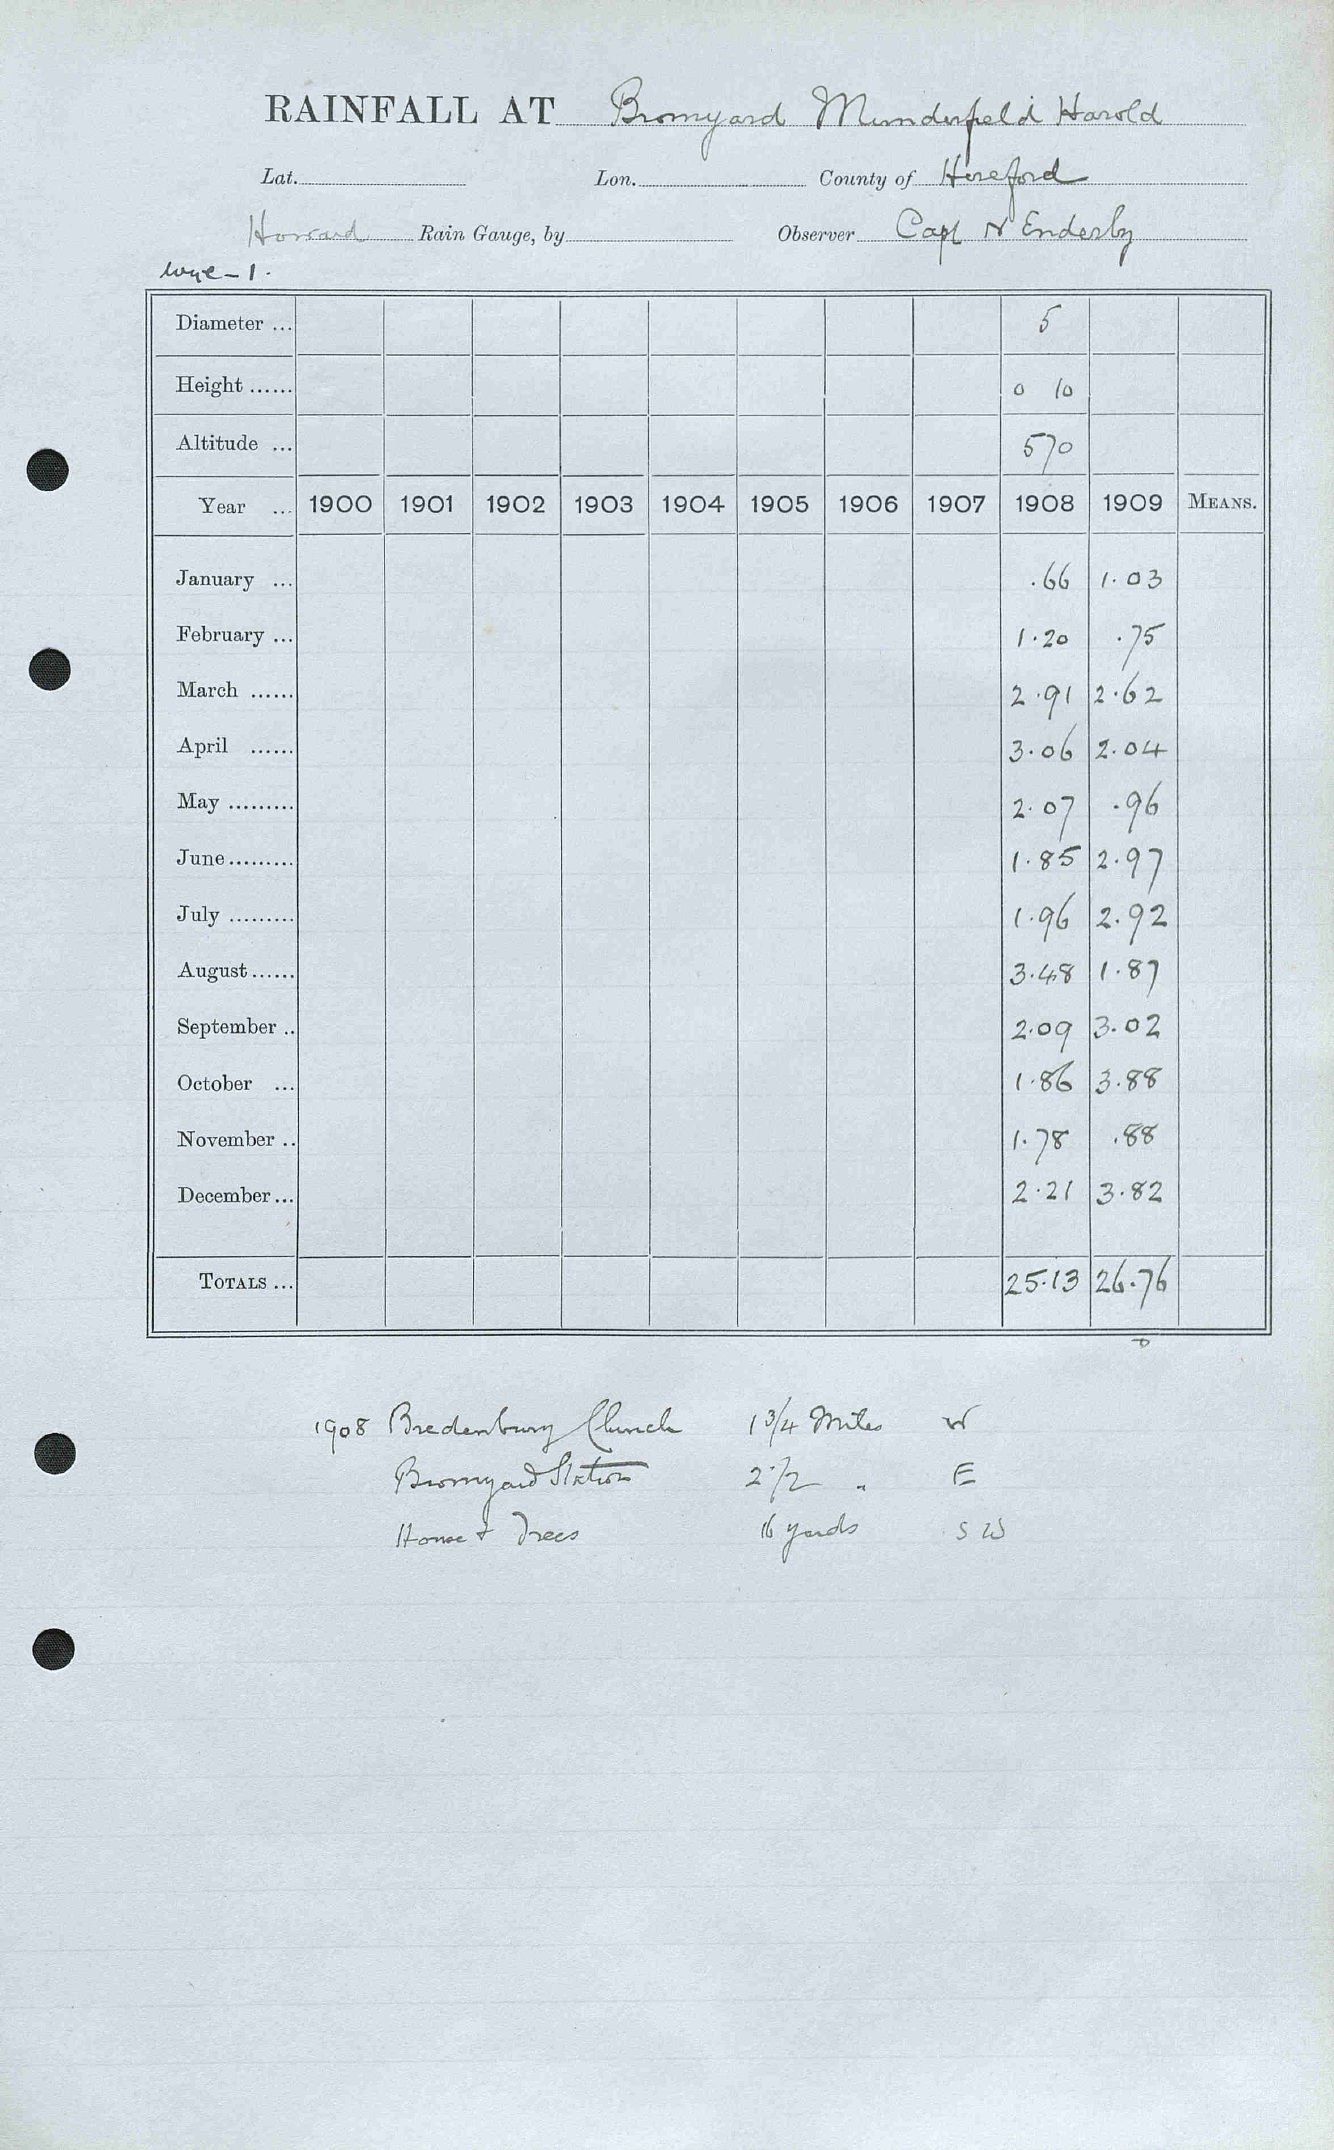 RAINFALL AT Bromyard Munderfield Harold
Lat. Lon. County of Hereford
Howard Rain Gauge, by Observer Capt N Enderby
Wye - 1.
Diameter ... 5
Height ...... 0 10
Altitude ... 570
Year ... 1900 1901 1902 1903 1904 1905 1906 1907 1908 1909 MEANS.
January ... .66 1.03
February ... 1.20 .75
March ...... 2.91 2.62
April ...... 3.06 2.04
May ......... 2.07 .96
June ......... 1.85 2.97
July ......... 1.96 2.92
August ...... 3.48 1.87
September .. 2.09 3.02
October ... 1.86 3.88
November .. 1.78 .88
December ... 2.21 3.82
TOTALS ... 25.13 26.76
1908 Bredenbury Church 1 3/4 Miles W
Bromyard Station 2 1/2 " E
House & Trees 16 yards S W